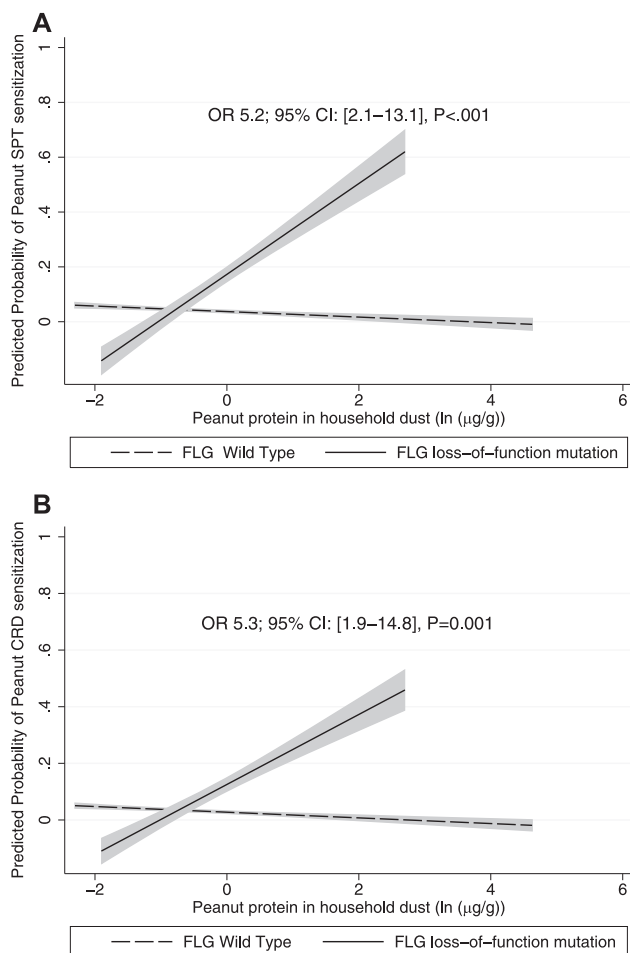 A
Predicted Probability of Peanut SPT sensitization
1
.8
.6
.4
.2
0
OR 5.2; 95% CI: [2.1–13.1], P<.001
−2 0 2 4 6
Peanut protein in household dust (ln (μg/g))
FLG Wild Type FLG loss−of−function mutation
B
Predicted Probability of Peanut CRD sensitization
1
.8
.6
.4
.2
0
OR 5.3; 95% CI: [1.9–14.8], P=0.001
−2 0 2 4 6
Peanut protein in household dust (ln (μg/g))
FLG Wild Type FLG loss−of−function mutation